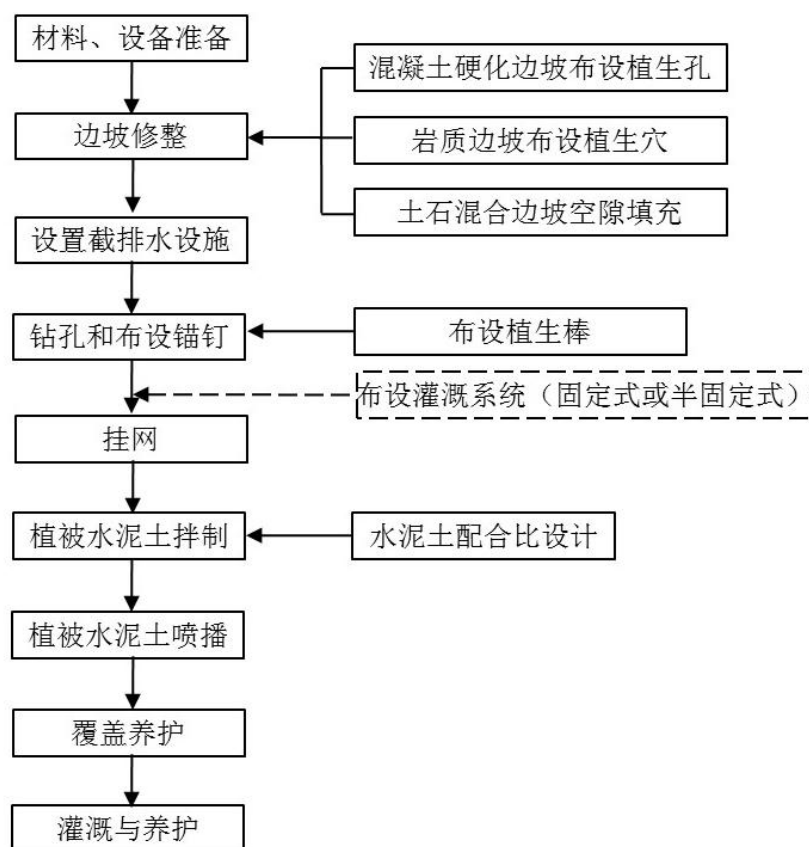 材料、设备准备
混凝土硬化边坡布设植生孔
边坡修整
岩质边坡布设植生穴
土石混合边坡空隙填充
设置截排水设施
钻孔和布设锚钉
布设植生棒
布设灌溉系统（固定式或半固定式）
挂网
植被水泥土拌制
水泥土配合比设计
植被水泥土喷播
覆盖养护
灌溉与养护